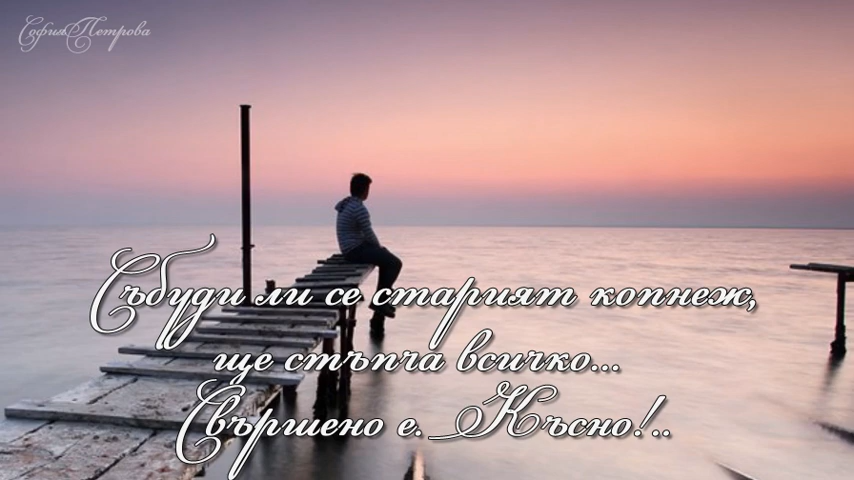 София Петрова
Събуди ли се старият копнеж,
ще стъпча всичко...
Свършено е. Късно!..